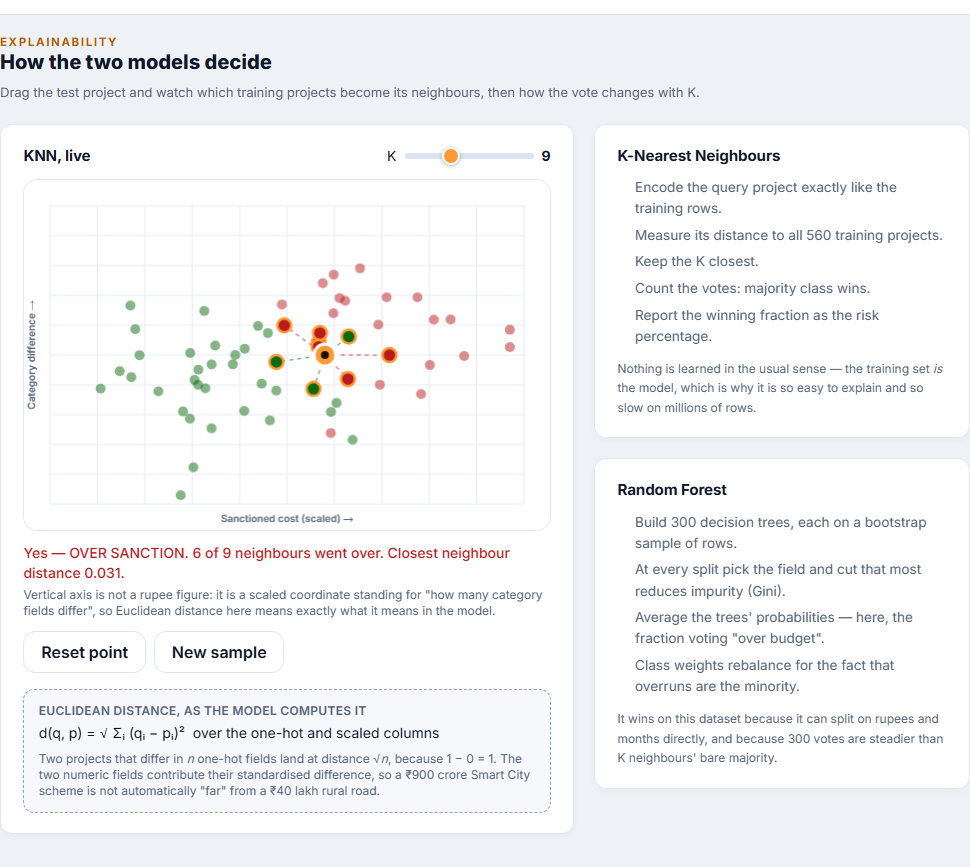 EXPLAINABILITY
How the two models decide
Drag the test project and watch which training projects become its neighbours, then how the vote changes with K.
KNN, live
K
9
Category difference →
Sanctioned cost (scaled) →
Yes — OVER SANCTION. 6 of 9 neighbours went over. Closest neighbour
distance 0.031.
Vertical axis is not a rupee figure: it is a scaled coordinate standing for "how many category
fields differ", so Euclidean distance here means exactly what it means in the model.
Reset point
New sample
EUCLIDEAN DISTANCE, AS THE MODEL COMPUTES IT
d(q, p) = √ Σᵢ (qᵢ − pᵢ)² over the one-hot and scaled columns
Two projects that differ in n one-hot fields land at distance √n, because 1 − 0 = 1. The
two numeric fields contribute their standardised difference, so a ₹900 crore Smart City
scheme is not automatically "far" from a ₹40 lakh rural road.
K-Nearest Neighbours
Encode the query project exactly like the
training rows.
Measure its distance to all 560 training projects.
Keep the K closest.
Count the votes: majority class wins.
Report the winning fraction as the risk
percentage.
Nothing is learned in the usual sense — the training set is
the model, which is why it is so easy to explain and so
slow on millions of rows.
Random Forest
Build 300 decision trees, each on a bootstrap
sample of rows.
At every split pick the field and cut that most
reduces impurity (Gini).
Average the trees' probabilities — here, the
fraction voting "over budget".
Class weights rebalance for the fact that
overruns are the minority.
It wins on this dataset because it can split on rupees and
months directly, and because 300 votes are steadier than
K neighbours' bare majority.